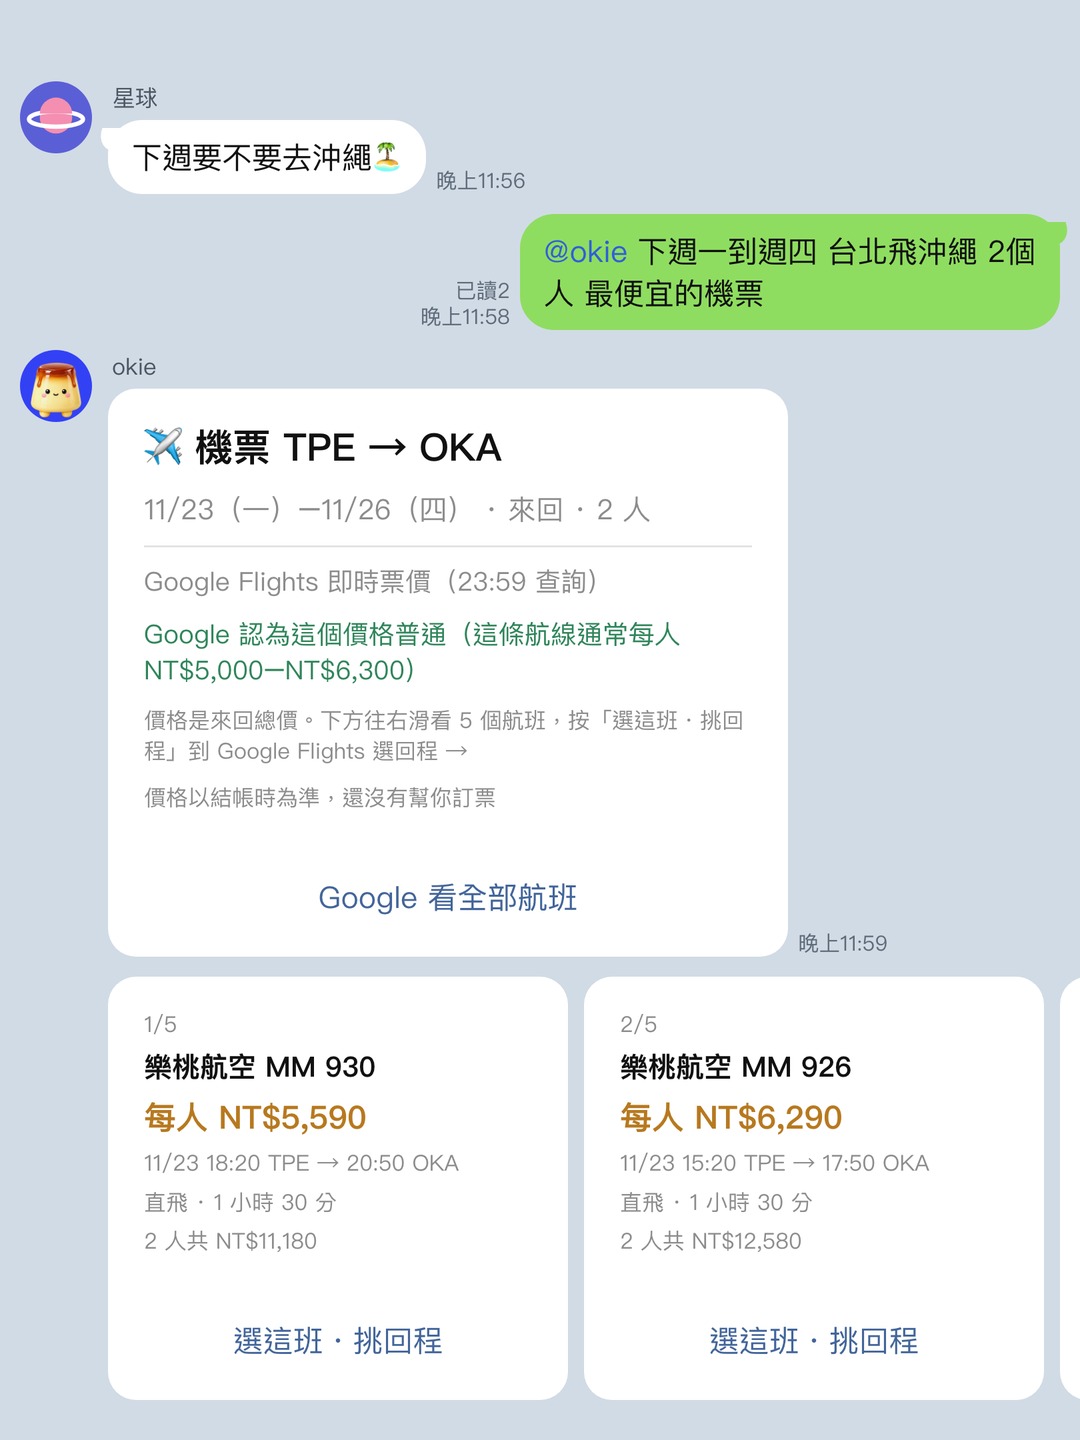 星球
下週要不要去沖繩🏝️
晚上11:56
@okie 下週一到週四 台北飛沖繩 2個
人 最便宜的機票
已讀2
晚上11:58
okie
✈️ 機票 TPE → OKA
11/23（一）—11/26（四）・來回・2 人
Google Flights 即時票價（23:59 查詢）
Google 認為這個價格普通（這條航線通常每人
NT$5,000—NT$6,300）
價格是來回總價。下方往右滑看 5 個航班，按「選這班・挑回
程」到 Google Flights 選回程 →
價格以結帳時為準，還沒有幫你訂票
Google 看全部航班
晚上11:59
1/5
樂桃航空 MM 930
每人 NT$5,590
11/23 18:20 TPE → 20:50 OKA
直飛・1 小時 30 分
2 人共 NT$11,180
選這班・挑回程
2/5
樂桃航空 MM 926
每人 NT$6,290
11/23 15:20 TPE → 17:50 OKA
直飛・1 小時 30 分
2 人共 NT$12,580
選這班・挑回程